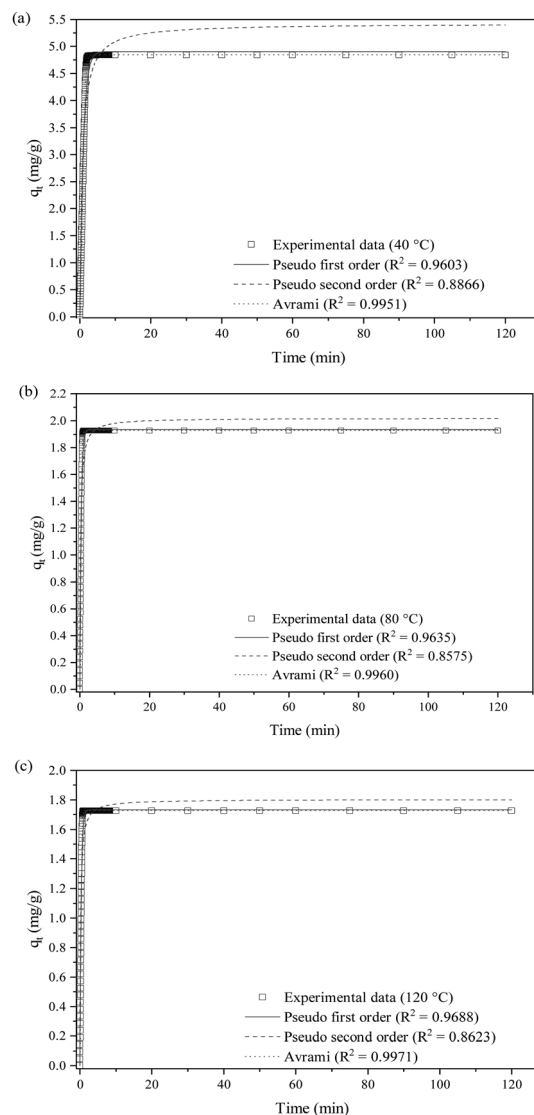 (a)
5.5
5.0
4.5
4.0
3.5
3.0
2.5
2.0
1.5
1.0
0.5
0.0
qt (mg/g)
Experimental data (40 °C)
Pseudo first order (R² = 0.9603)
Pseudo second order (R² = 0.8866)
Avrami (R² = 0.9951)
0 20 40 60 80 100 120
Time (min)
(b)
2.2
2.0
1.8
1.6
1.4
1.2
1.0
0.8
0.6
0.4
0.2
0.0
qt (mg/g)
Experimental data (80 °C)
Pseudo first order (R² = 0.9635)
Pseudo second order (R² = 0.8575)
Avrami (R² = 0.9960)
0 20 40 60 80 100 120
Time (min)
(c)
2.0
1.8
1.6
1.4
1.2
1.0
0.8
0.6
0.4
0.2
0.0
qt (mg/g)
Experimental data (120 °C)
Pseudo first order (R² = 0.9688)
Pseudo second order (R² = 0.8623)
Avrami (R² = 0.9971)
0 20 40 60 80 100 120
Time (min)